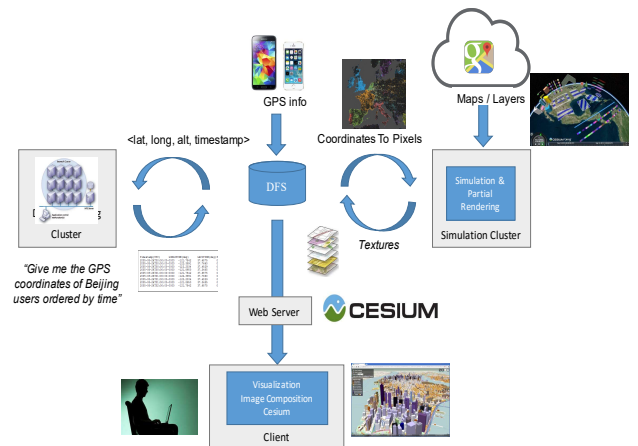 GPS info
Maps / Layers
<lat, long, alt, timestamp>
Coordinates To Pixels
DFS
Simulation &
Partial
Rendering
Cluster
Textures
Simulation Cluster
“Give me the GPS
coordinates of Beijing
users ordered by time”
Web Server
CESIUM
Visualization
Image Composition
Cesium
Client